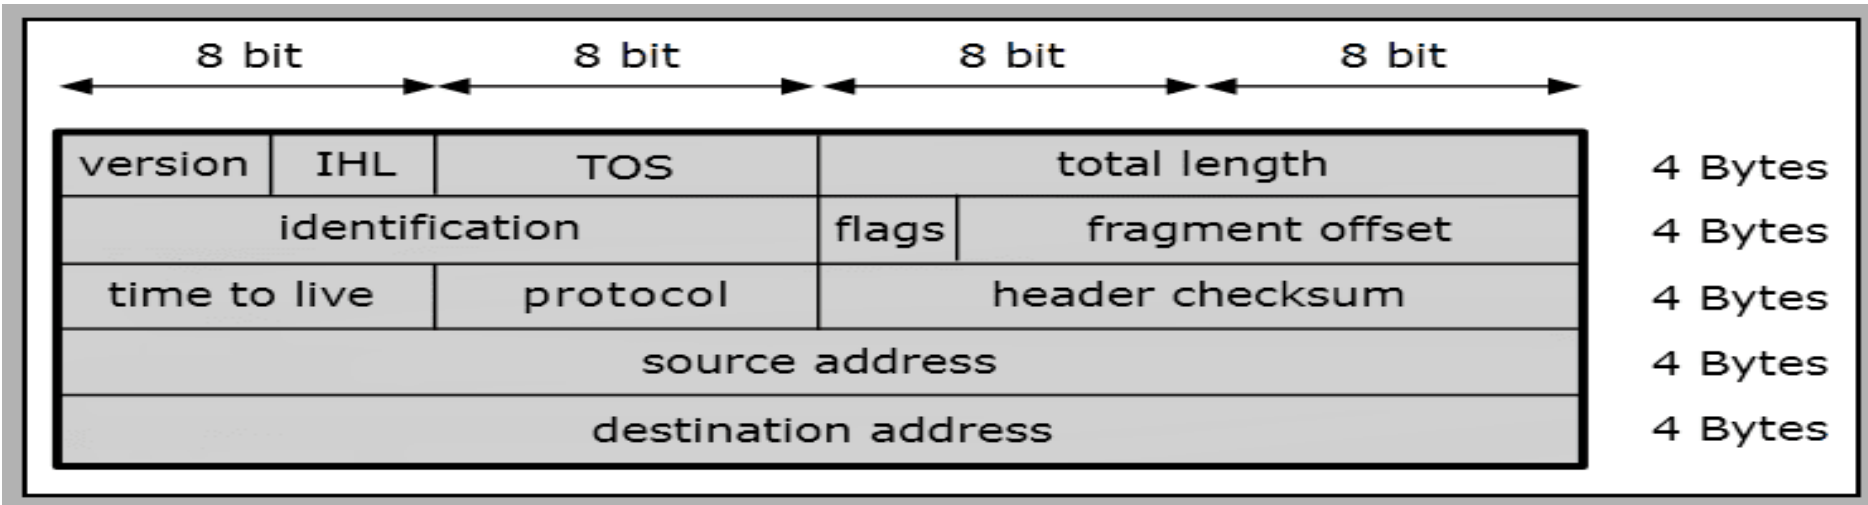 8 bit 8 bit 8 bit 8 bit
version IHL TOS total length 4 Bytes
identification flags fragment offset 4 Bytes
time to live protocol header checksum 4 Bytes
source address 4 Bytes
destination address 4 Bytes